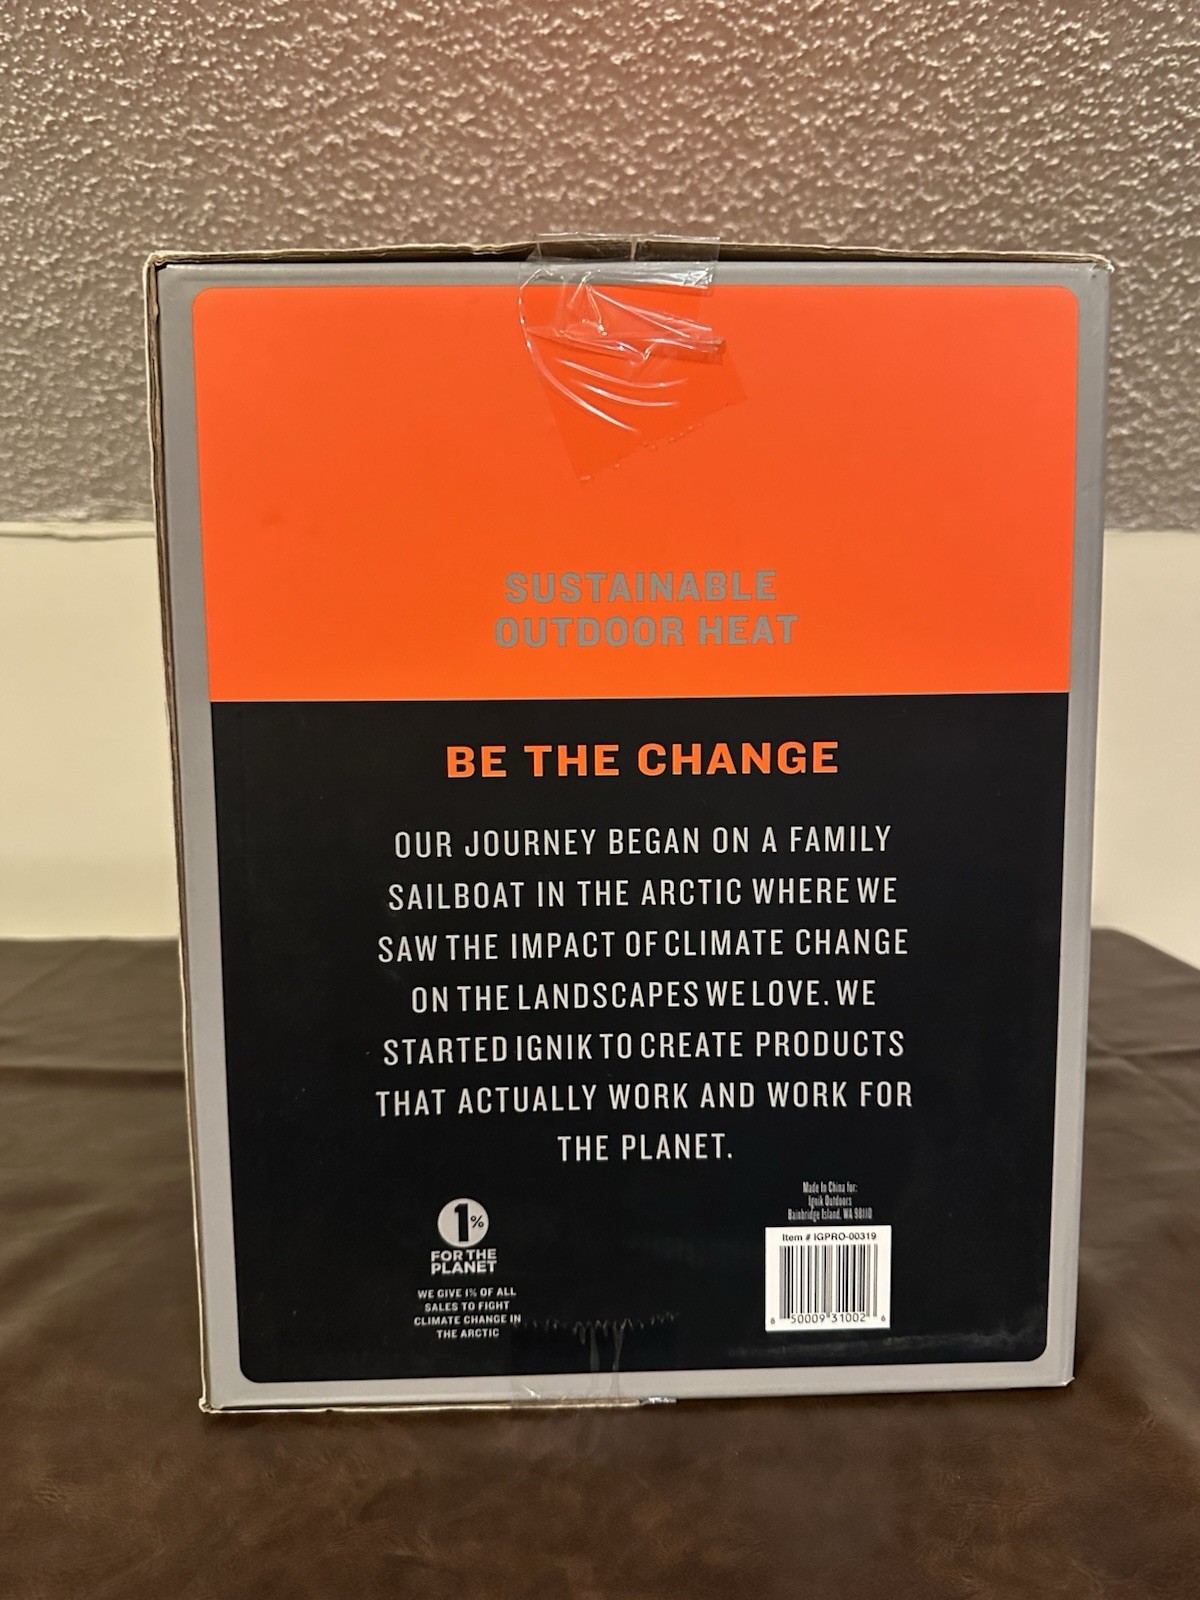 SUSTAINABLE
OUTDOOR HEAT
BE THE CHANGE
OUR JOURNEY BEGAN ON A FAMILY
SAILBOAT IN THE ARCTIC WHERE WE
SAW THE IMPACT OF CLIMATE CHANGE
ON THE LANDSCAPES WE LOVE. WE
STARTED IGNIK TO CREATE PRODUCTS
THAT ACTUALLY WORK AND WORK FOR
THE PLANET.
1%
FOR THE
PLANET
WE GIVE 1% OF ALL
SALES TO FIGHT
CLIMATE CHANGE IN
THE ARCTIC
Made In China for:
Ignik Outdoors
Bainbridge Island, WA 98110
Item # IGPRO-00319
8 50009 31002 6